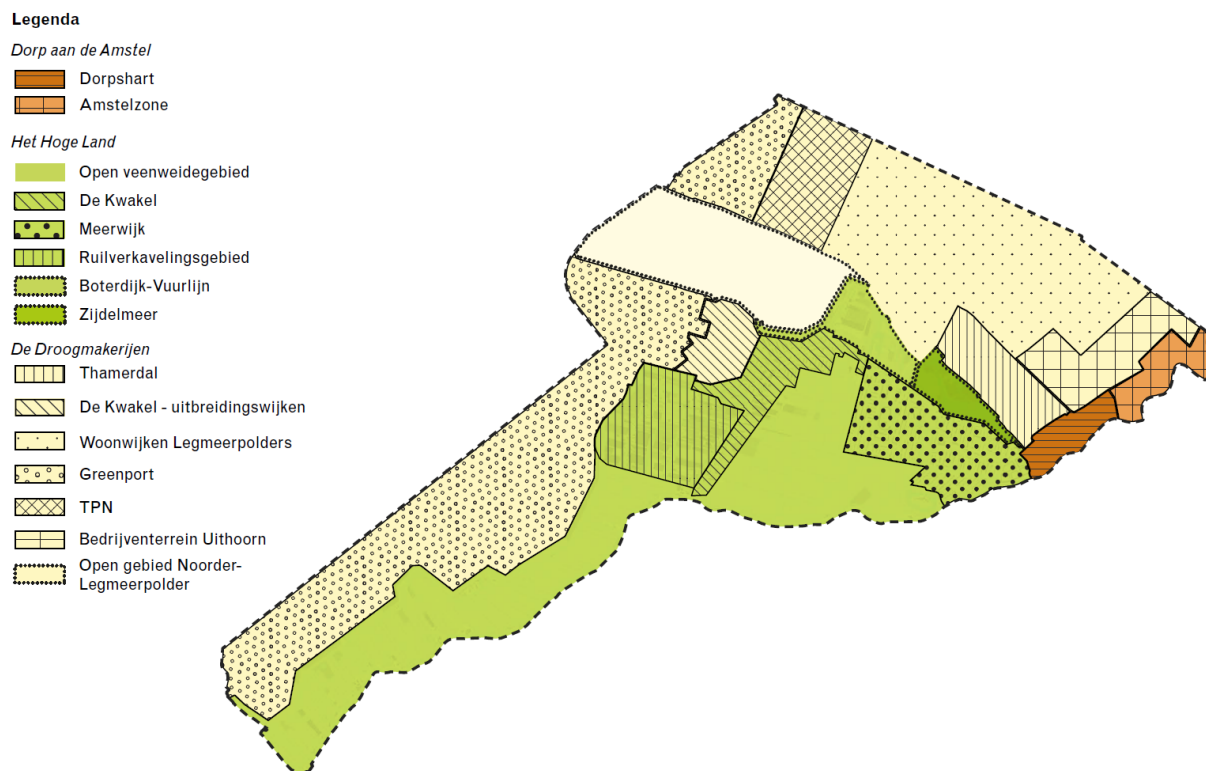 Legenda
Dorp aan de Amstel
Dorpshart
Amstelzone
Het Hoge Land
Open veenweidegebied
De Kwakel
Meerwijk
Ruilverkavelingsgebied
Boterdijk-Vuurlijn
Zijdelmeer
De Droogmakerijen
Thamerdal
De Kwakel - uitbreidingswijken
Woonwijken Legmeerpolders
Greenport
TPN
Bedrijventerrein Uithoorn
Open gebied Noorder-
Legmeerpolder